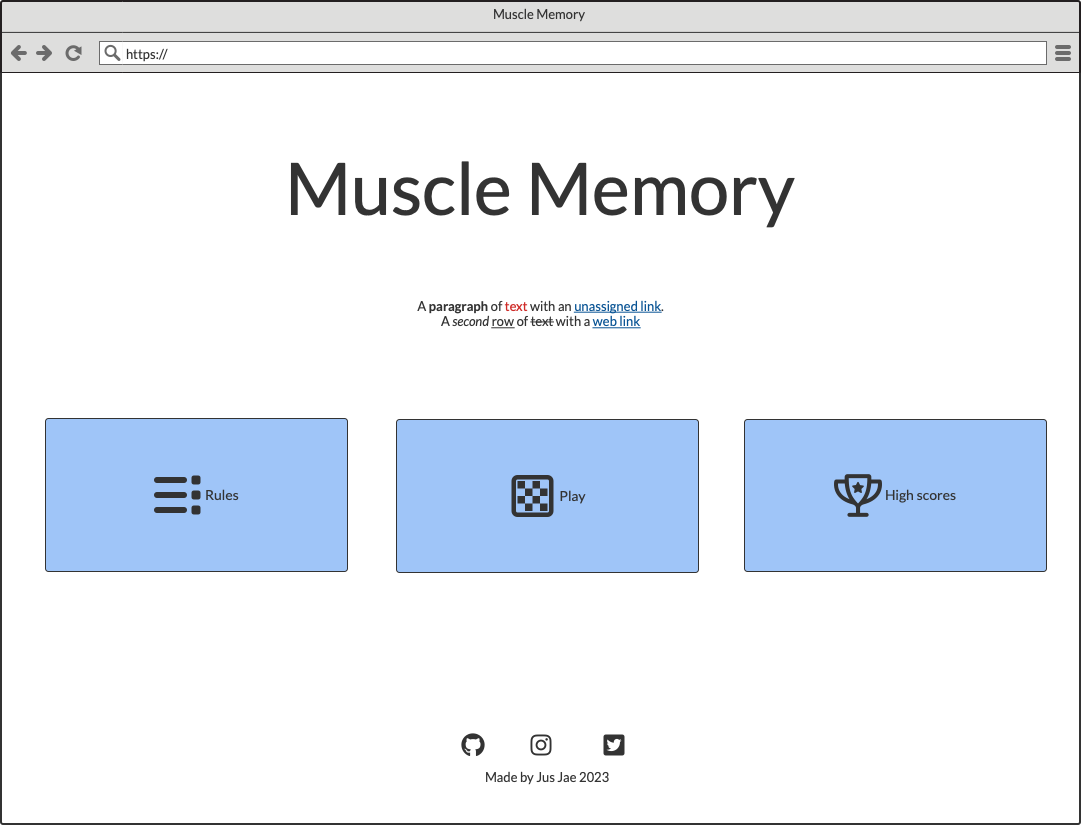 Muscle Memory
https://
Muscle Memory
A paragraph of text with an unassigned link.
A second row of text with a web link
Rules
Play
High scores
Made by Jus Jae 2023